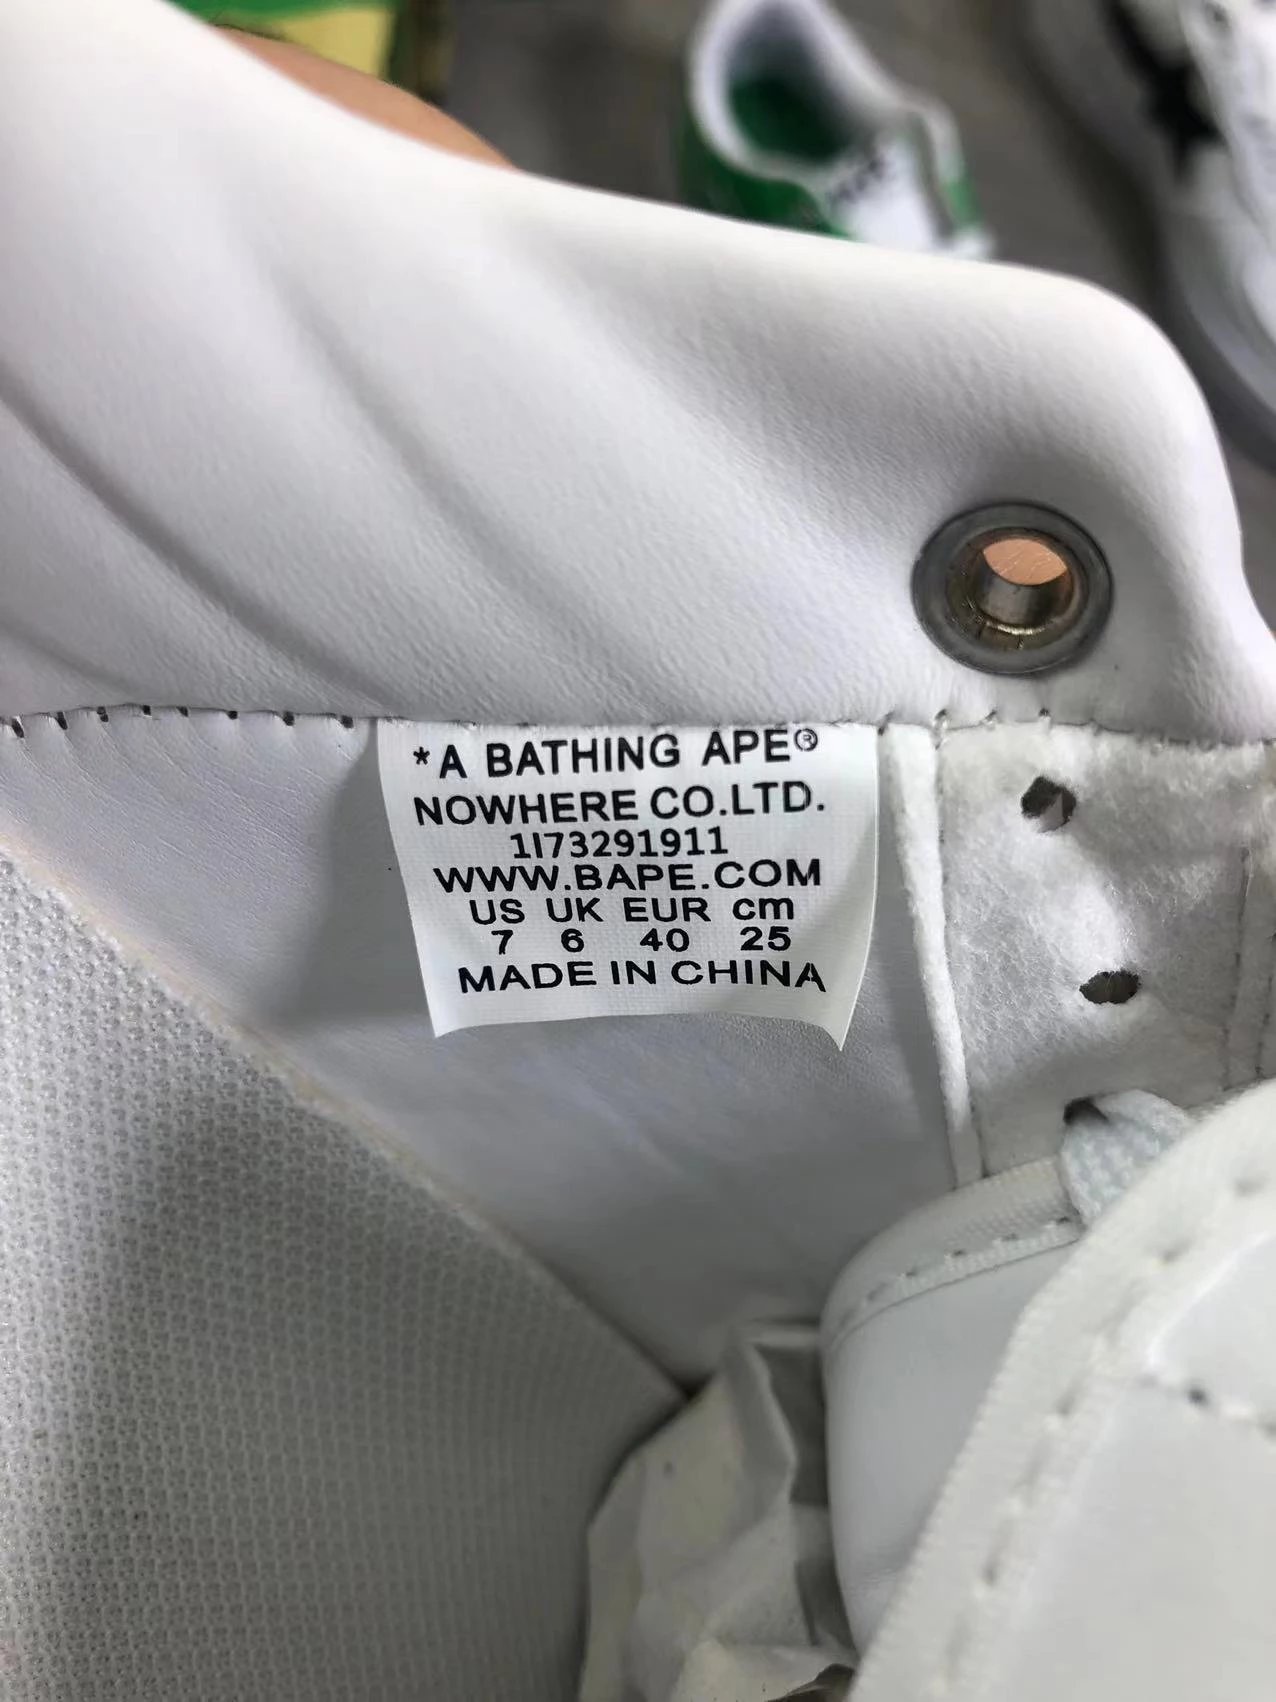 *A BATHING APE®
NOWHERE CO.LTD.
1I73291911
WWW.BAPE.COM
US UK EUR cm
7 6 40 25
MADE IN CHINA